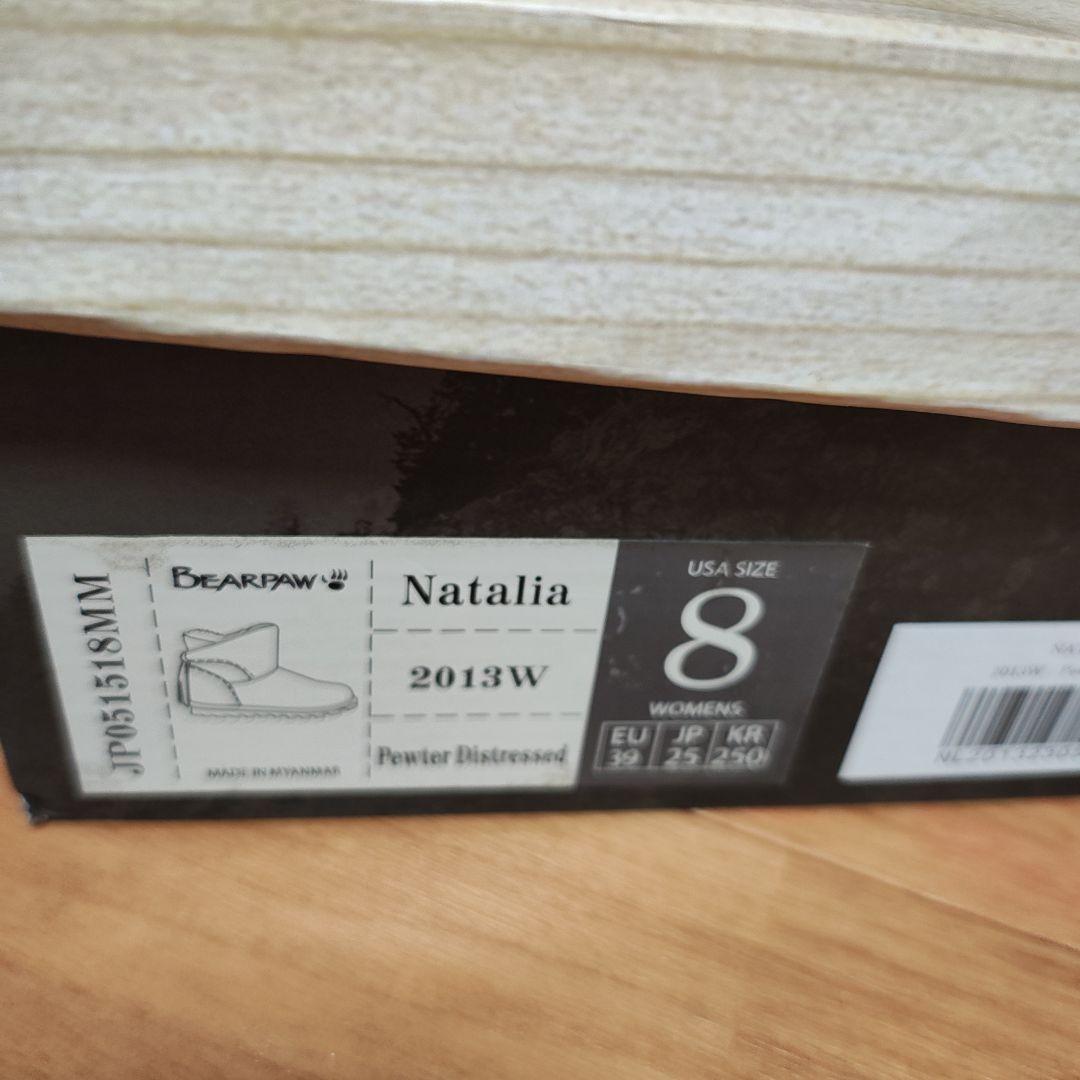 JP051518MM
BEARPAW
MADE IN MYANMAR
Natalia
2013W
Pewter Distressed
USA SIZE
8
WOMENS
EU JP KR
39 25 250
2013W